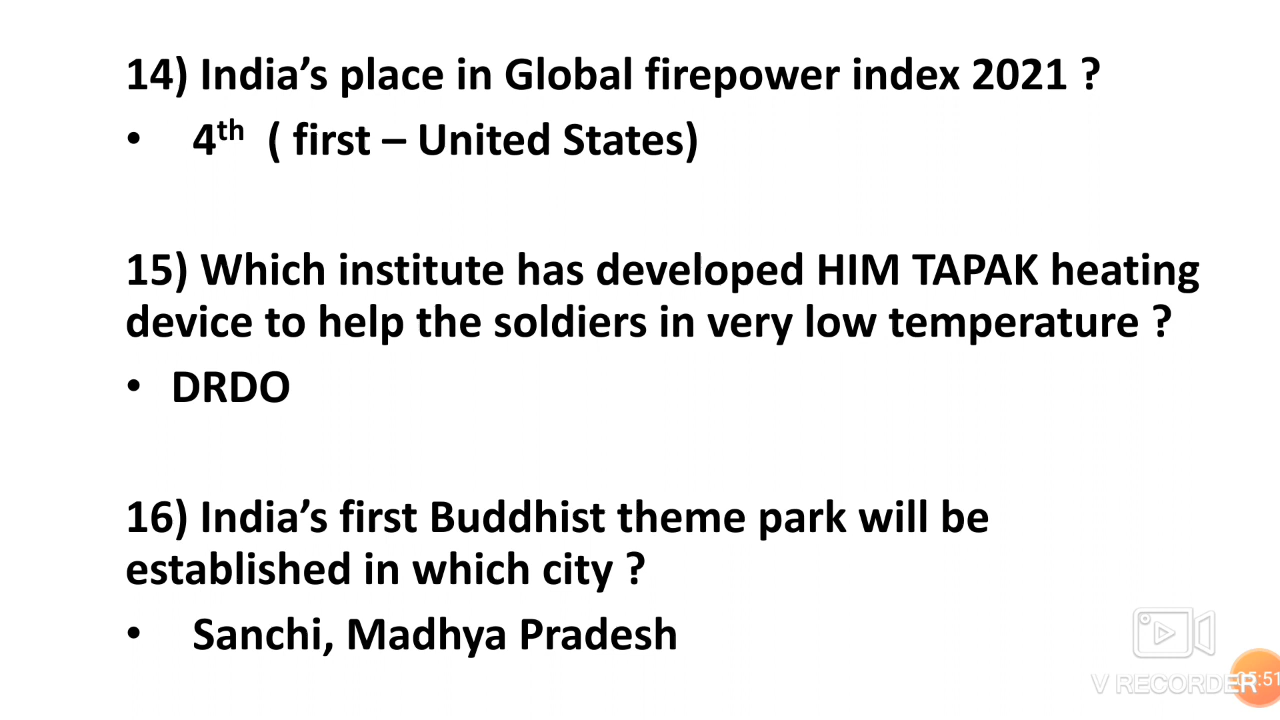 14) India’s place in Global firepower index 2021 ?
• 4th ( first – United States)
15) Which institute has developed HIM TAPAK heating
device to help the soldiers in very low temperature ?
• DRDO
16) India’s first Buddhist theme park will be
established in which city ?
• Sanchi, Madhya Pradesh
V RECORDER
05:51